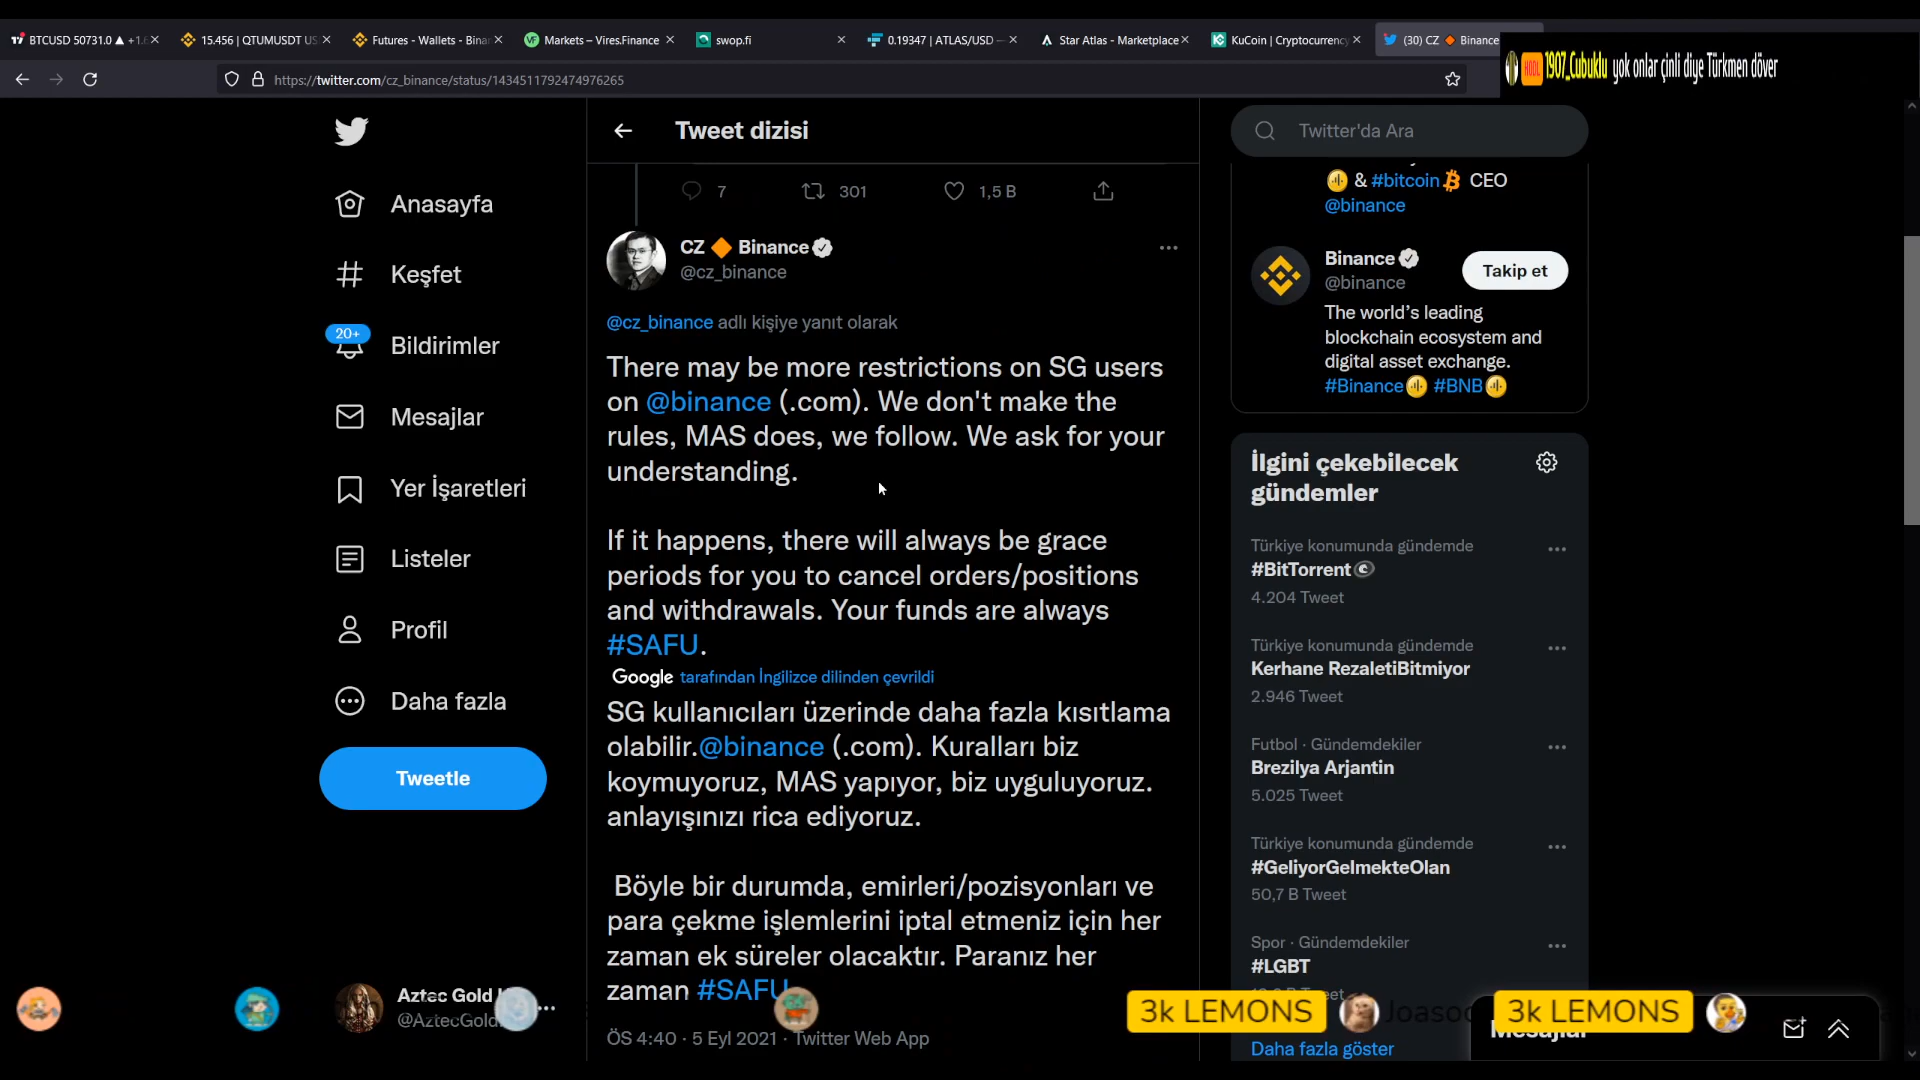 BTCUSD 50731.0 ▲ +1.6
15.456 | QTUMUSDT US
Futures - Wallets - Bina
Markets – Vires.Finance
swop.fi
0.19347 | ATLAS/USD —
Star Atlas - Marketplace
KuCoin | Cryptocurrency
(30) CZ 🔶 Binance
https://twitter.com/cz_binance/status/1434511792474976265
HODL 1907_Cubuklu yok onlar çinli diye Türkmen döver
Anasayfa
Keşfet
20+
Bildirimler
Mesajlar
Yer İşaretleri
Listeler
Profil
Daha fazla
Tweetle
Aztec Gold
@AztecGold
Tweet dizisi
7
301
1,5 B
CZ 🔶 Binance
@cz_binance
@cz_binance adlı kişiye yanıt olarak
There may be more restrictions on SG users
on @binance (.com). We don't make the
rules, MAS does, we follow. We ask for your
understanding.
If it happens, there will always be grace
periods for you to cancel orders/positions
and withdrawals. Your funds are always
#SAFU.
Google tarafından İngilizce dilinden çevrildi
SG kullanıcıları üzerinde daha fazla kısıtlama
olabilir.@binance (.com). Kuralları biz
koymuyoruz, MAS yapıyor, biz uyguluyoruz.
anlayışınızı rica ediyoruz.
Böyle bir durumda, emirleri/pozisyonları ve
para çekme işlemlerini iptal etmeniz için her
zaman ek süreler olacaktır. Paranız her
zaman #SAFU
ÖS 4:40 · 5 Eyl 2021 · Twitter Web App
Twitter'da Ara
& #bitcoin CEO
@binance
Binance
@binance
Takip et
The world's leading
blockchain ecosystem and
digital asset exchange.
#Binance #BNB
İlgini çekebilecek
gündemler
Türkiye konumunda gündemde
#BitTorrent
4.204 Tweet
Türkiye konumunda gündemde
Kerhane RezaletiBitmiyor
2.946 Tweet
Futbol · Gündemdekiler
Brezilya Arjantin
5.025 Tweet
Türkiye konumunda gündemde
#GeliyorGelmekteOlan
50,7 B Tweet
Spor · Gündemdekiler
#LGBT
3k LEMONS
3k LEMONS
Mesajlar
Daha fazla göster